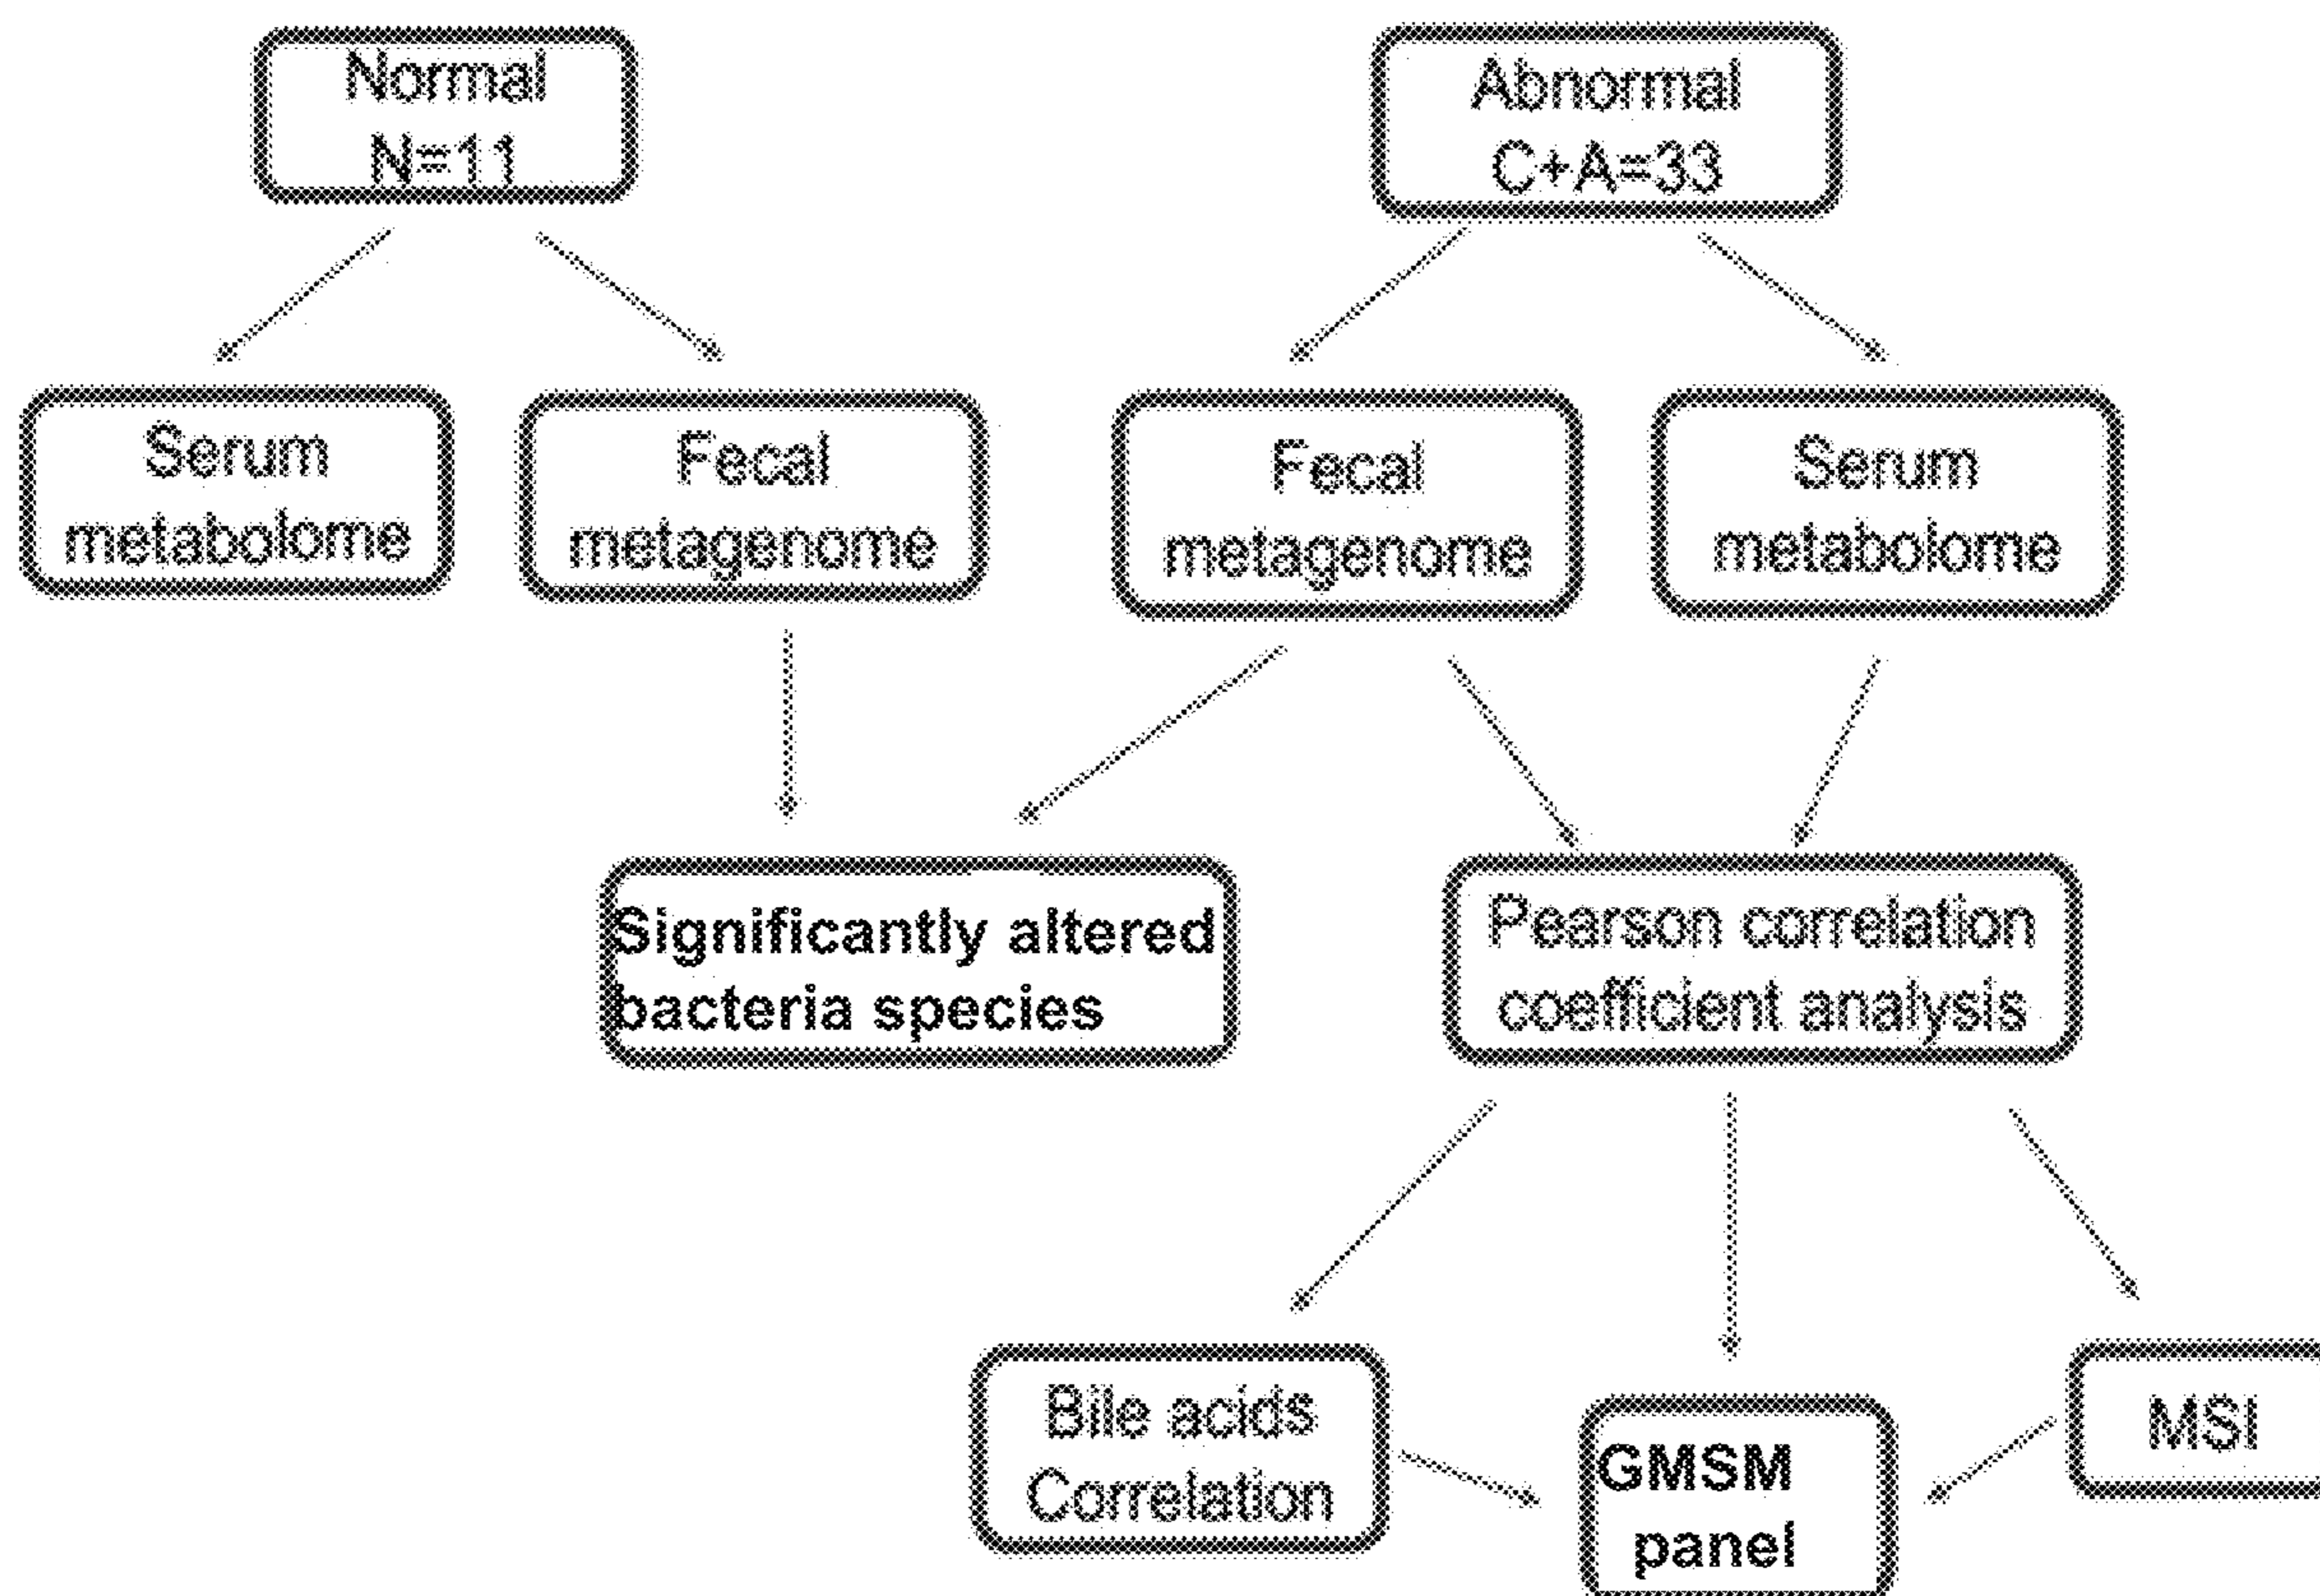 Normal
N=11
Abnormal
C+A=33
Serum
metabolome
Fecal
metagenome
Fecal
metagenome
Serum
metabolome
Significantly altered
bacteria species
Pearson correlation
coefficient analysis
Bile acids
Correlation
GMSM
panel
MSI